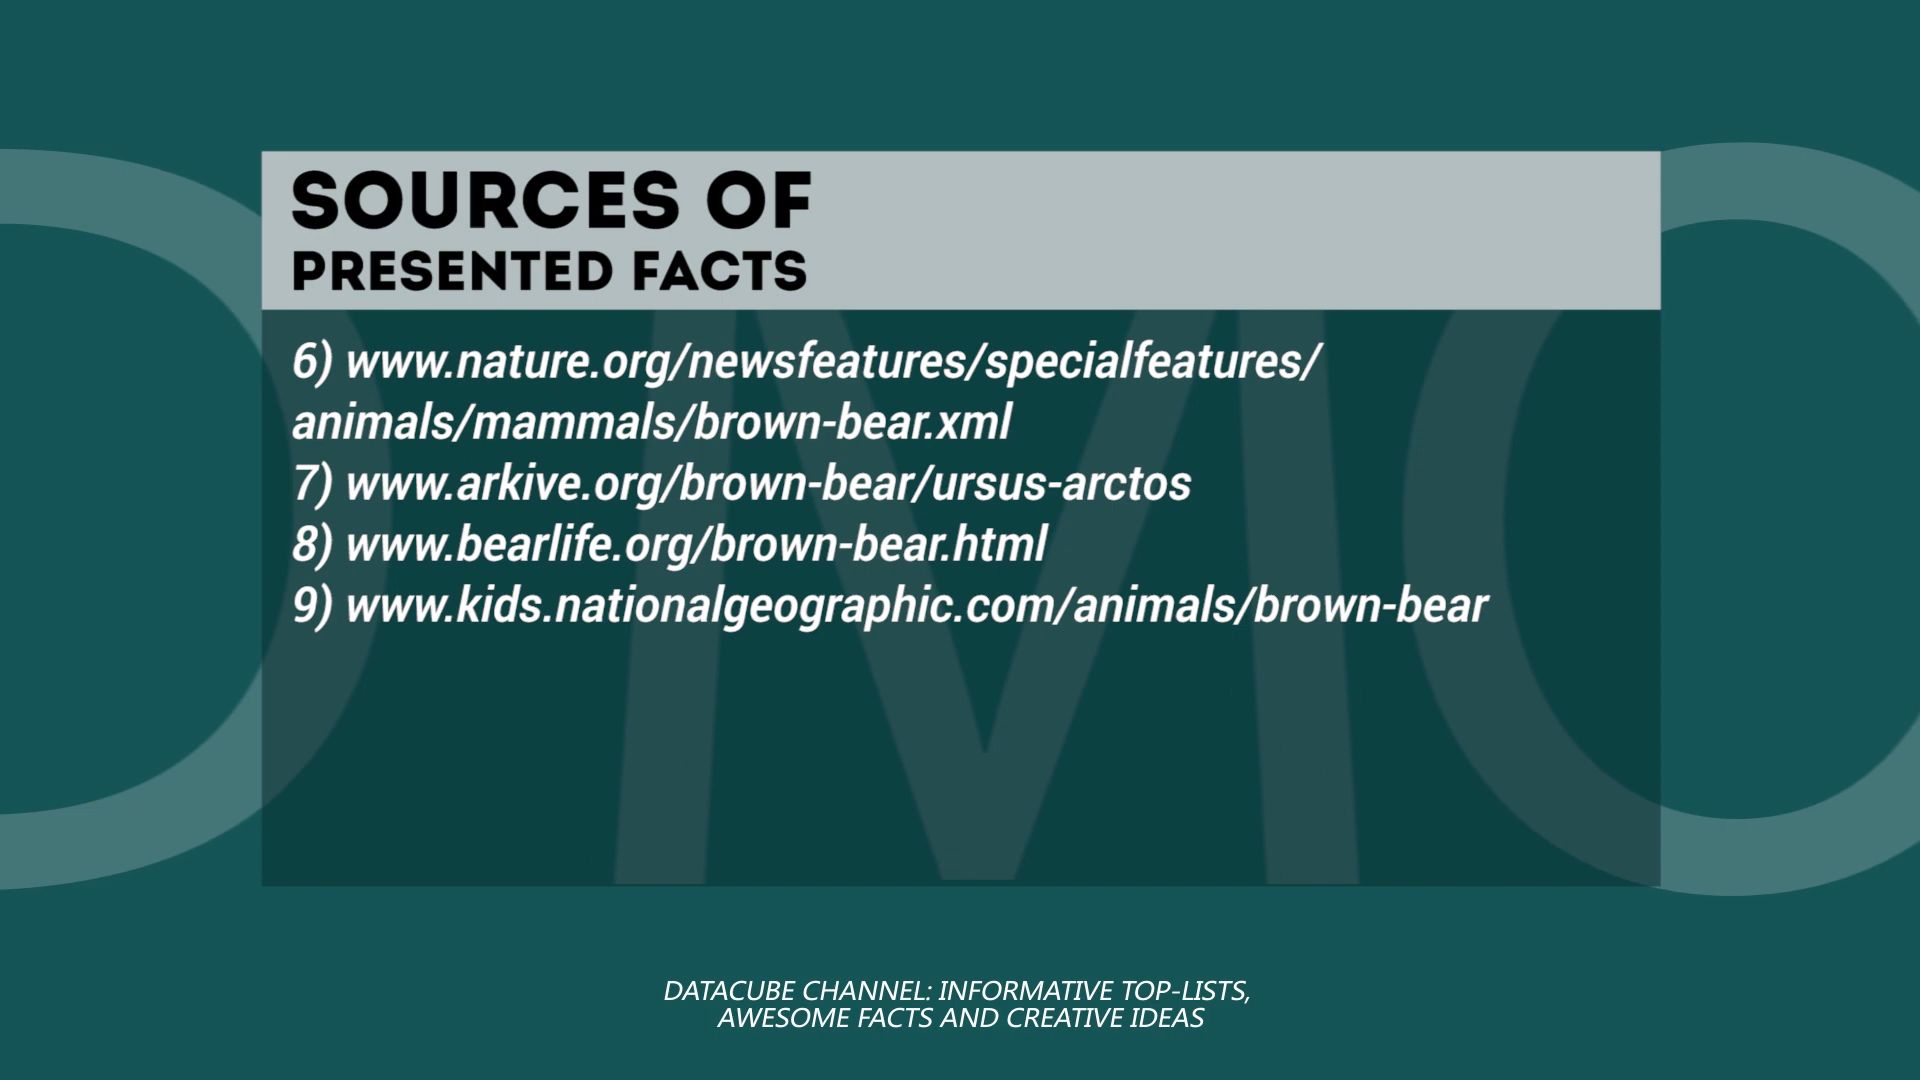 SOURCES OF
PRESENTED FACTS
6) www.nature.org/newsfeatures/specialfeatures/
animals/mammals/brown-bear.xml
7) www.arkive.org/brown-bear/ursus-arctos
8) www.bearlife.org/brown-bear.html
9) www.kids.nationalgeographic.com/animals/brown-bear
DATACUBE CHANNEL: INFORMATIVE TOP-LISTS,
AWESOME FACTS AND CREATIVE IDEAS